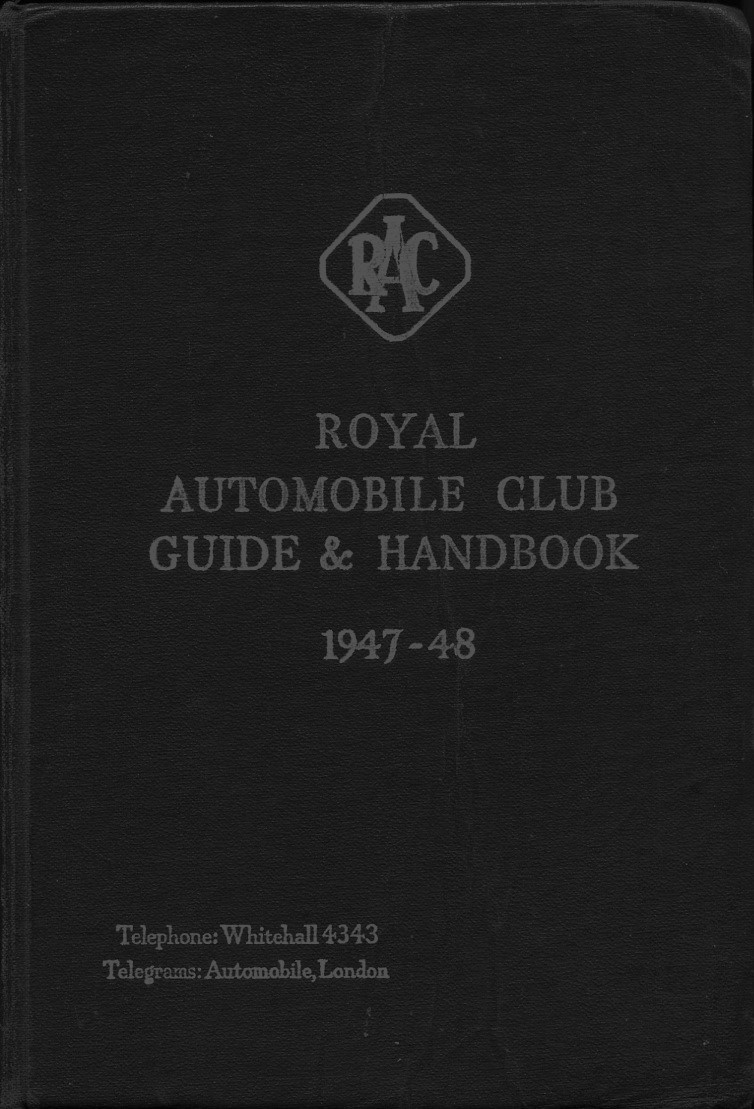 RAC
ROYAL
AUTOMOBILE CLUB
GUIDE & HANDBOOK
1947-48
Telephone: Whitehall 4343
Telegrams: Automobile, London